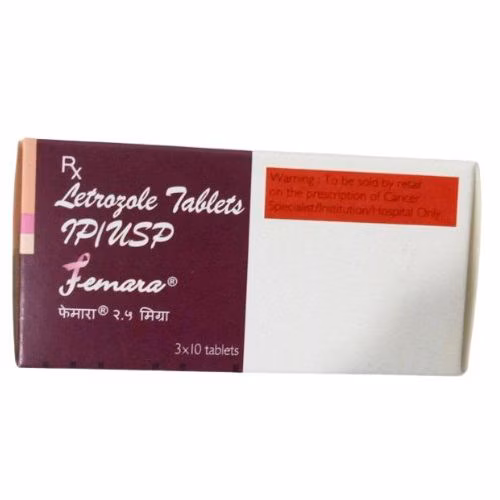 Rx
Letrozole Tablets
IP/USP
Femara®
फेमारा® २.५ मिग्रा
3x10 tablets
Warning : To be sold by retail
on the prescription of Cancer
Specialist/Institution/Hospital Only